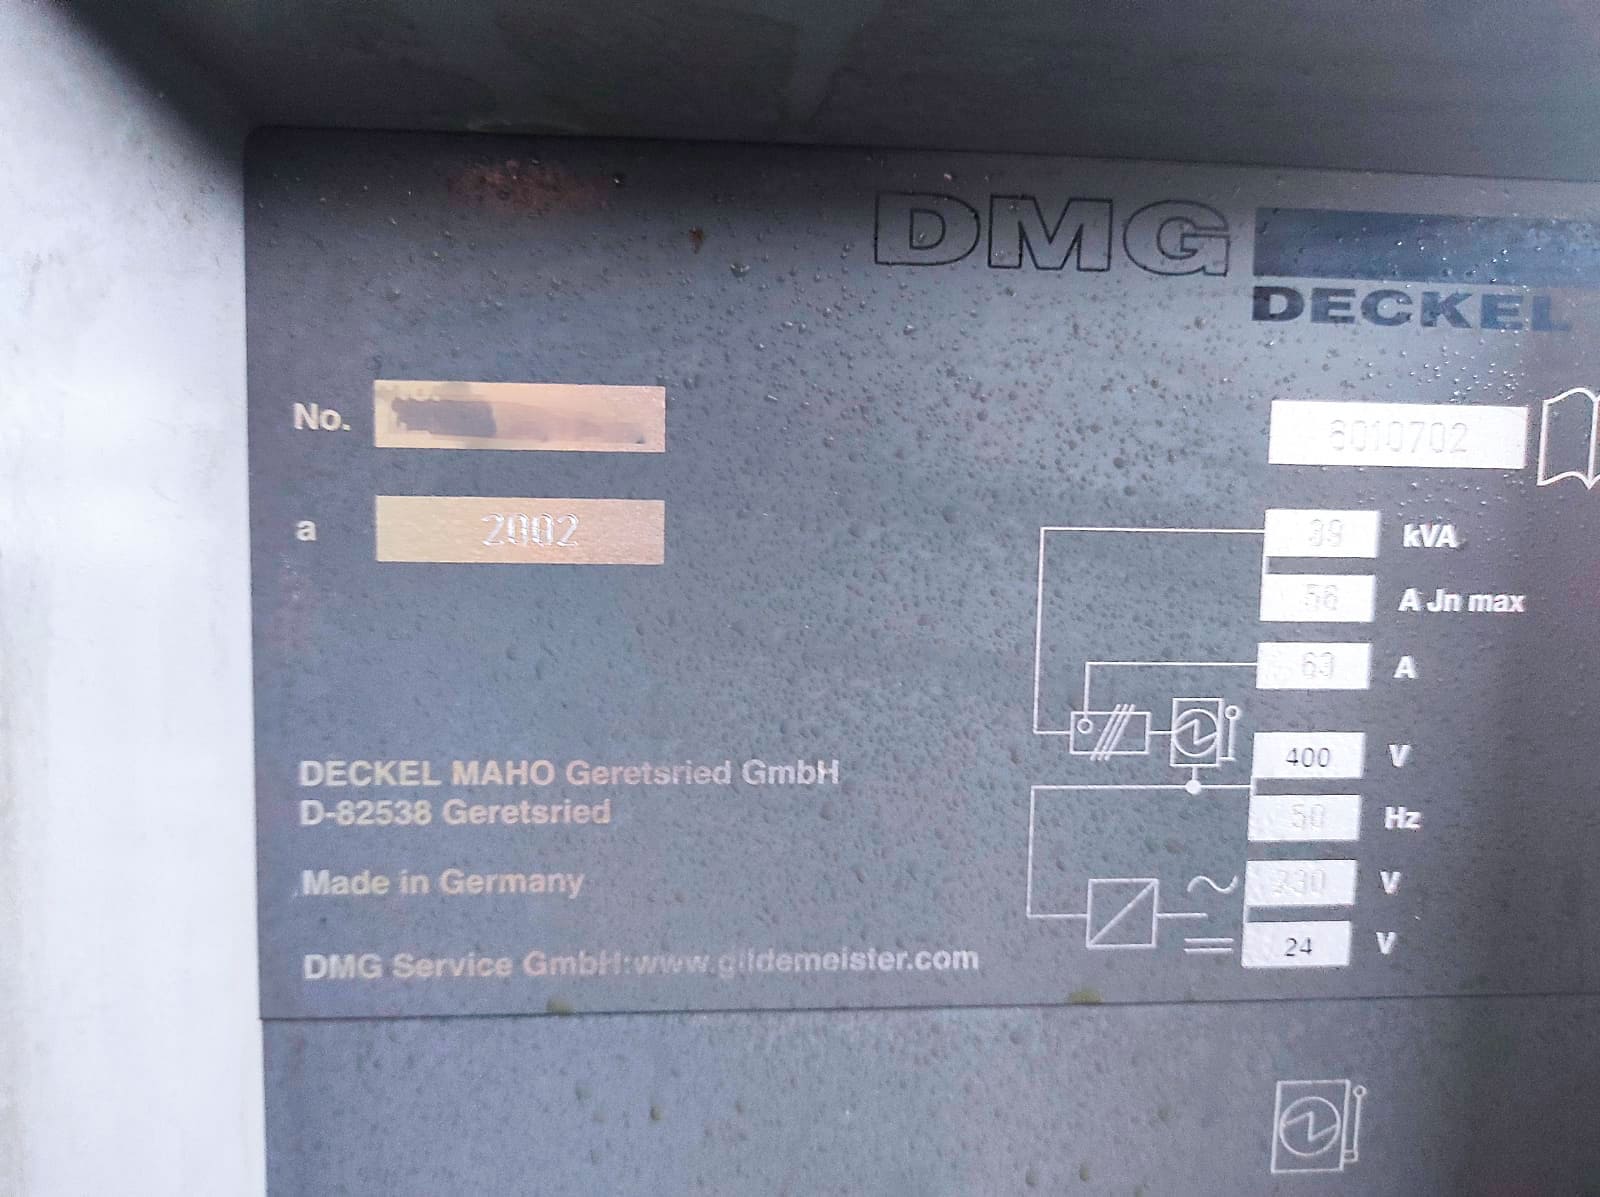 DMG
DECKEL
No.
6010702
a 2002
39 kVA
56 A Jn max
63 A
400 V
50 Hz
230 V
24 V
DECKEL MAHO Geretsried GmbH
D-82538 Geretsried
Made in Germany
DMG Service GmbH:www.gildemeister.com